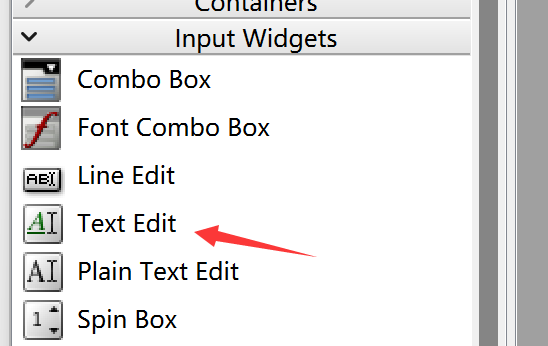 Containers
Input Widgets
Combo Box
Font Combo Box
Line Edit
Text Edit
Plain Text Edit
Spin Box